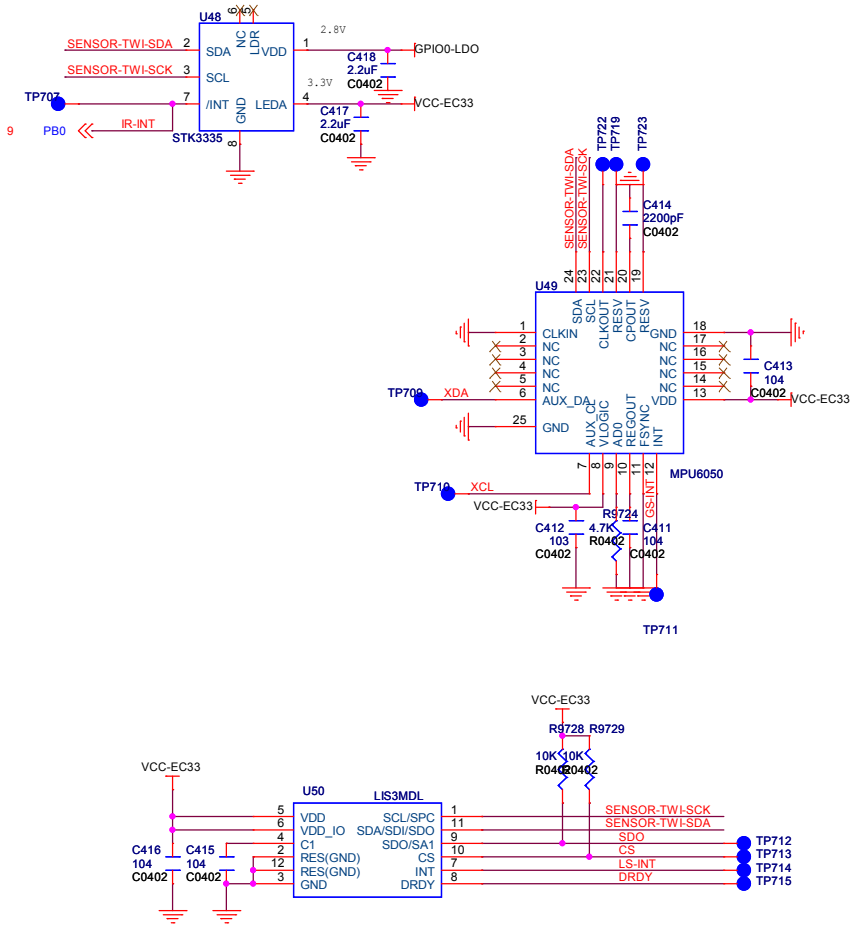 U48
6
5
NC
LDR
2.8V
SENSOR-TWI-SDA
2
SDA
VDD
1
GPIO0-LDO
C418
2.2uF
C0402
SENSOR-TWI-SCK
3
SCL
3.3V
TP707
7
/INT
LEDA
4
VCC-EC33
C417
2.2uF
C0402
9
PB0
IR-INT
GND
8
STK3335
TP722
TP719
TP723
SENSOR-TWI-SDA
SENSOR-TWI-SCK
C414
2200pF
C0402
24
23
22
21
20
19
U49
SDA
SCL
CLKOUT
RESV
CPOUT
RESV
1
CLKIN
GND
18
2
NC
NC
17
3
NC
NC
16
4
NC
NC
15
5
NC
NC
14
C413
104
C0402
TP709
XDA
6
AUX_DA
VDD
13
VCC-EC33
25
GND
AUX_CL
VLOGIC
AD0
REGOUT
FSYNC
INT
7
8
9
10
11
12
MPU6050
TP710
XCL
VCC-EC33
GS-INT
C412
103
C0402
R9724
4.7K
R0402
C411
104
C0402
TP711
VCC-EC33
R9728
R9729
10K
10K
R0402
R0402
VCC-EC33
U50
LIS3MDL
5
VDD
SCL/SPC
1
SENSOR-TWI-SCK
6
VDD_IO
SDA/SDI/SDO
11
SENSOR-TWI-SDA
4
C1
SDO/SA1
9
SDO
TP712
2
RES(GND)
CS
10
CS
TP713
12
RES(GND)
INT
7
LS-INT
TP714
3
GND
DRDY
8
DRDY
TP715
C416
104
C0402
C415
104
C0402